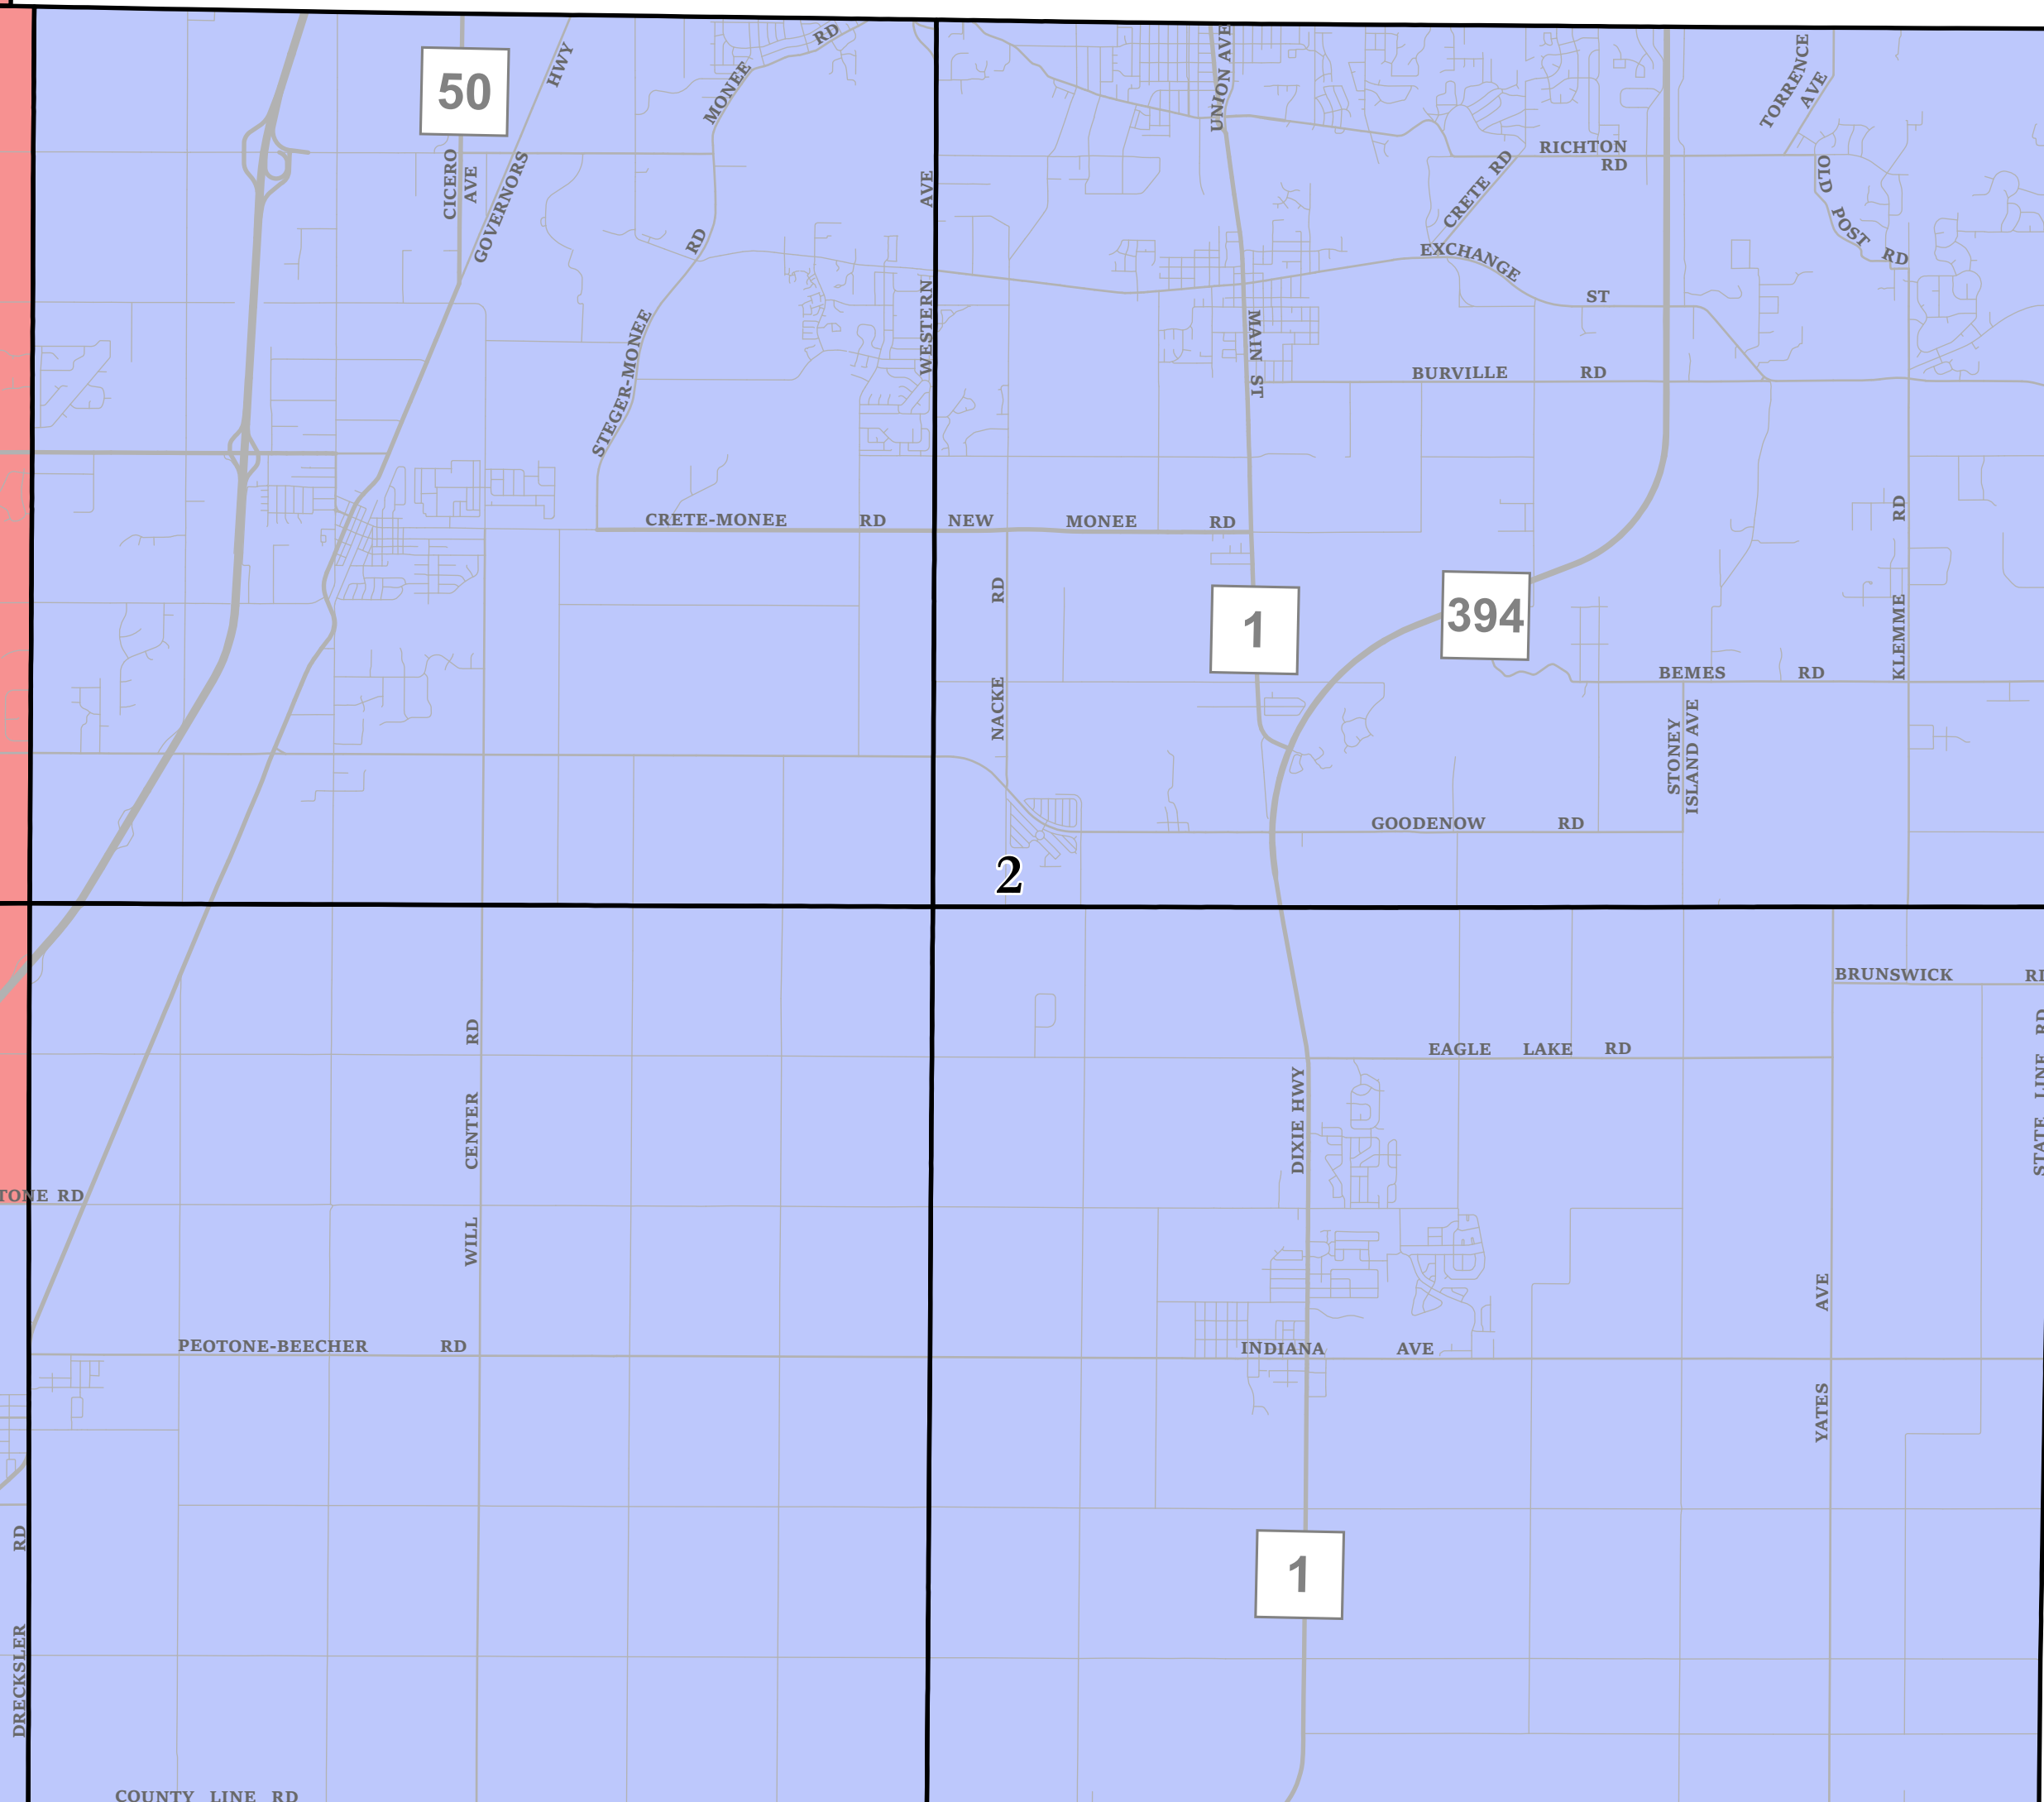 50
HWY
MONEE RD
CICERO
AVE
GOVERNORS
UNION AVE
TORRENCE
AVE
RICHTON
RD
CRETE RD
OLD POST RD
WESTERN AVE
EXCHANGE ST
STEGER-MONEE RD
MAIN ST
BURVILLE RD
CRETE-MONEE RD
NEW MONEE RD
KLEMME RD
394
1
NACKE RD
BEMES RD
STONEY
ISLAND AVE
GOODENOW RD
2
BRUNSWICK
EAGLE LAKE RD
STATE LINE RD
WILL CENTER RD
DIXIE HWY
TONE RD
YATES AVE
PEOTONE-BEECHER RD
INDIANA AVE
1
DRECKSLER RD
COUNTY LINE RD